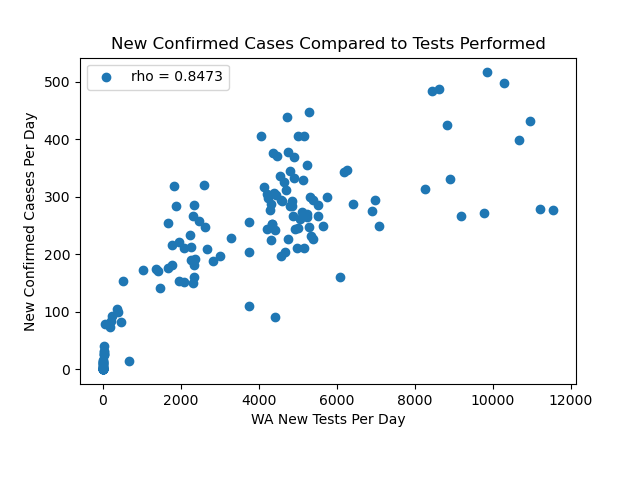 New Confirmed Cases Compared to Tests Performed
rho = 0.8473
New Confirmed Caeses Per Day
500
400
300
200
100
0
0 2000 4000 6000 8000 10000 12000
WA New Tests Per Day